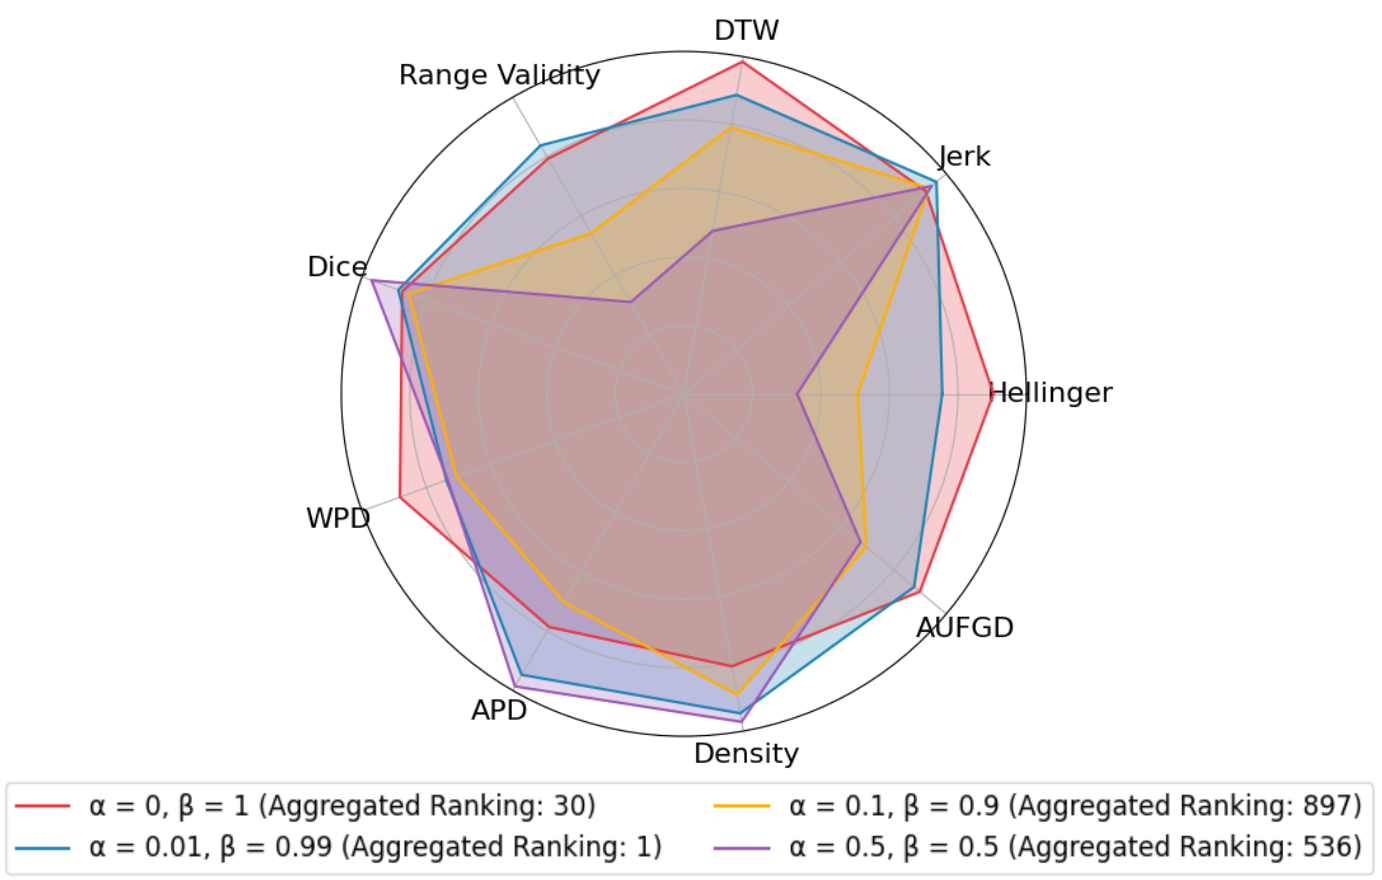 DTW
Range Validity
Jerk
Dice
Hellinger
WPD
AUFGD
APD
Density
α = 0, β = 1 (Aggregated Ranking: 30)
α = 0.1, β = 0.9 (Aggregated Ranking: 897)
α = 0.01, β = 0.99 (Aggregated Ranking: 1)
α = 0.5, β = 0.5 (Aggregated Ranking: 536)